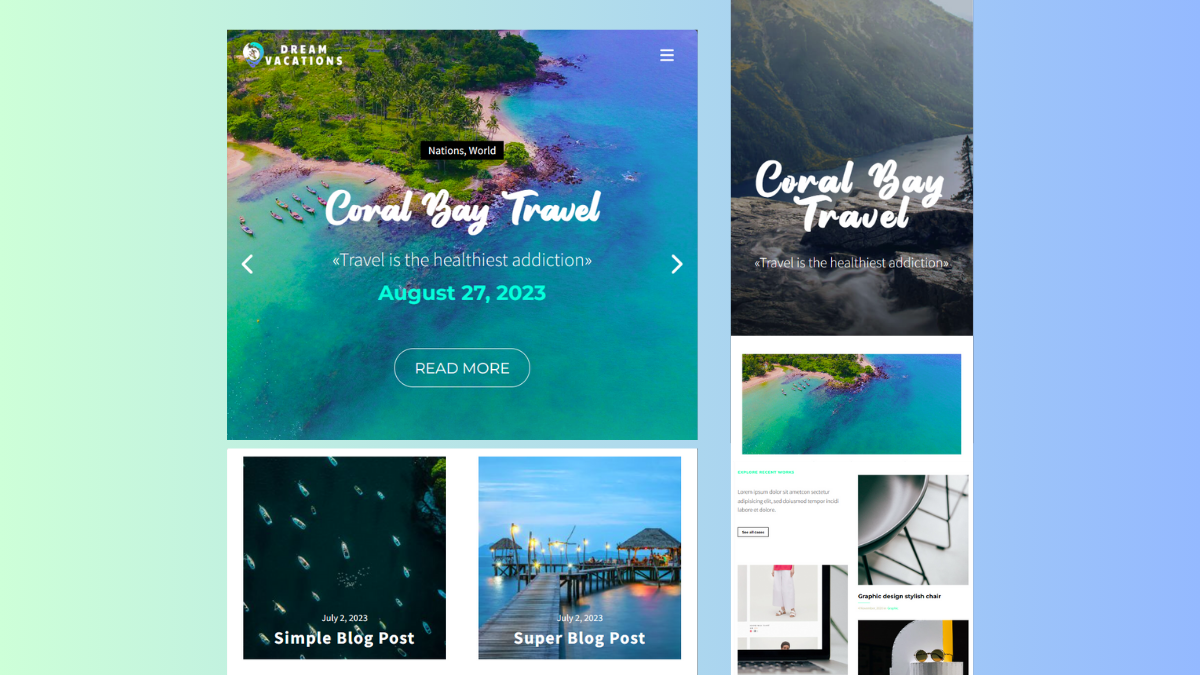 DREAM
VACATIONS
Nations, World
Coral Bay Travel
«Travel is the healthiest addiction»
August 27, 2023
READ MORE
July 2, 2023
Simple Blog Post
July 2, 2023
Super Blog Post
Coral Bay
Travel
«Travel is the healthiest addiction»
EXPLORE RECENT WORKS
Lorem ipsum dolor sit ametcon sectetur
adipisicing elit, sed doiusmod tempor incidi
labore et dolore.
See all cases
Graphic design stylish chair